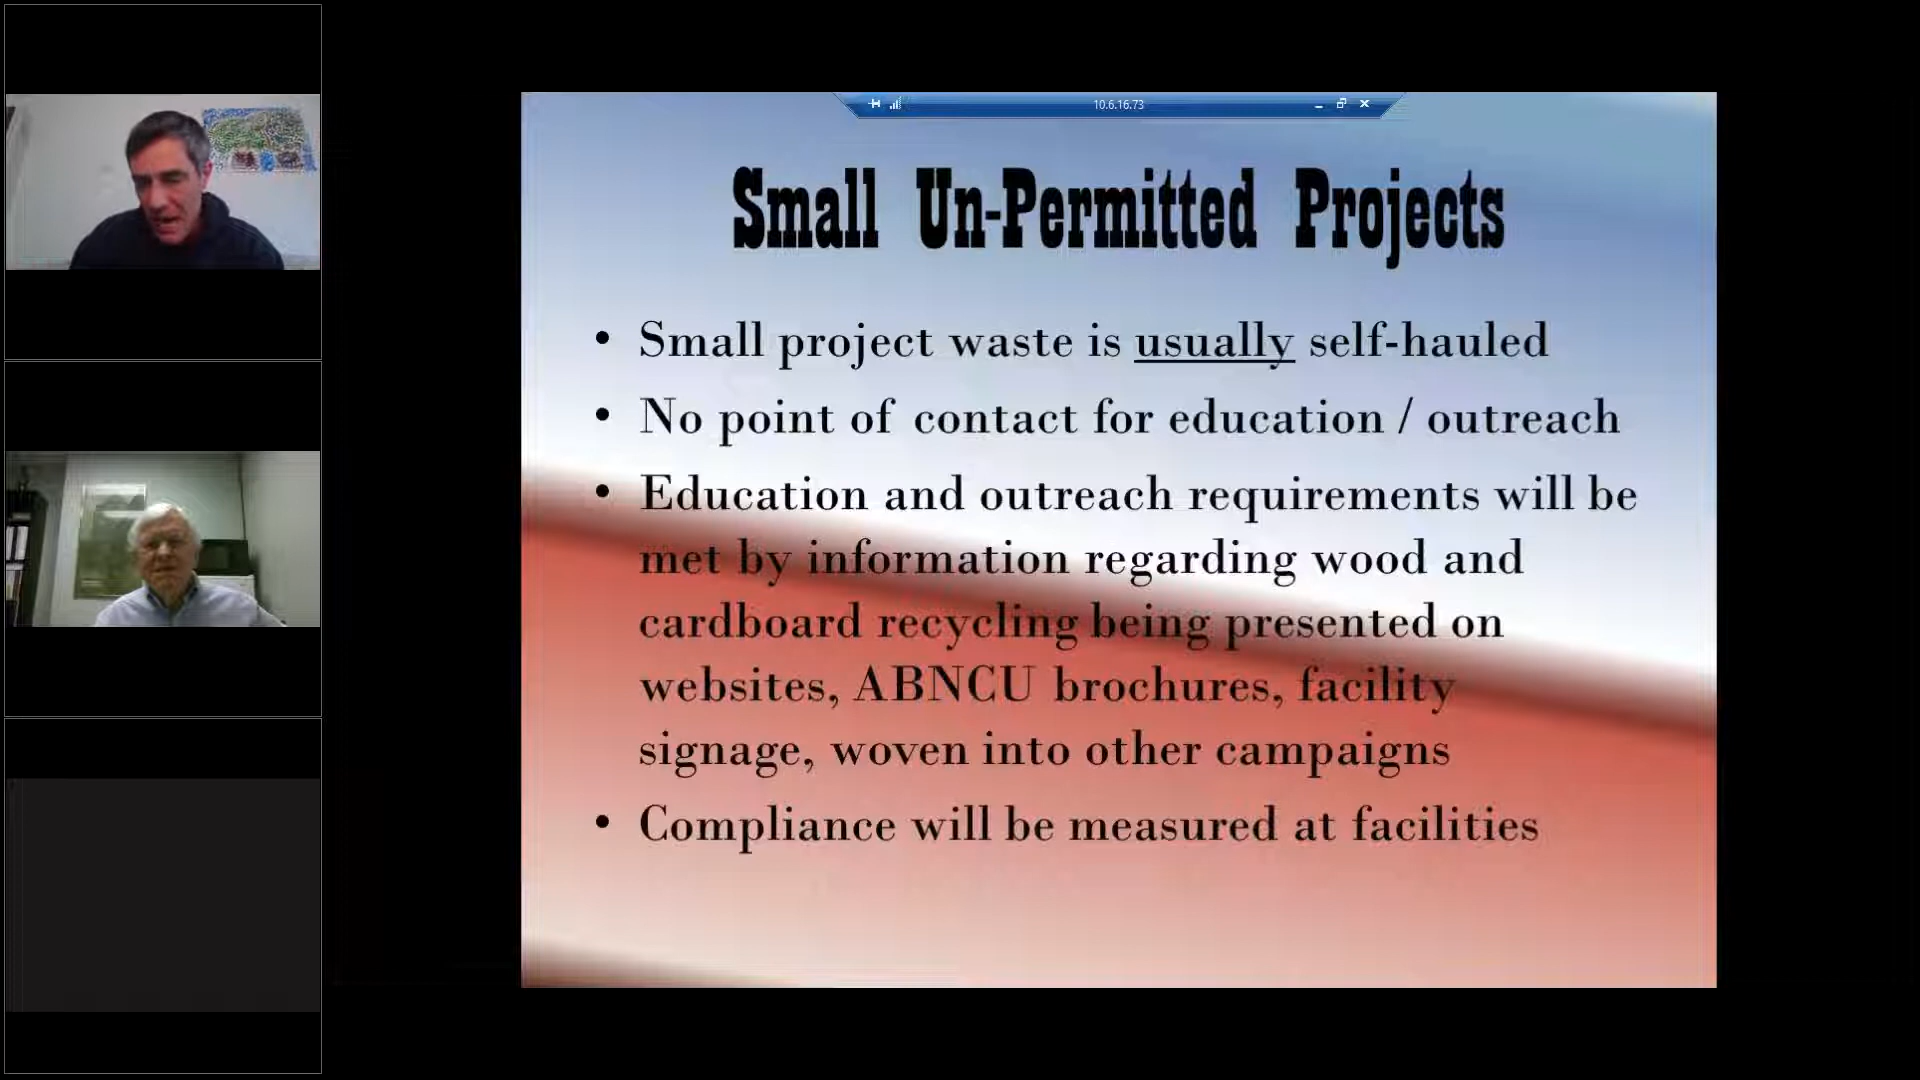 10.6.16.73
Small Un-Permitted Projects
• Small project waste is usually self-hauled
• No point of contact for education / outreach
• Education and outreach requirements will be
met by information regarding wood and
cardboard recycling being presented on
websites, ABNCU brochures, facility
signage, woven into other campaigns
• Compliance will be measured at facilities